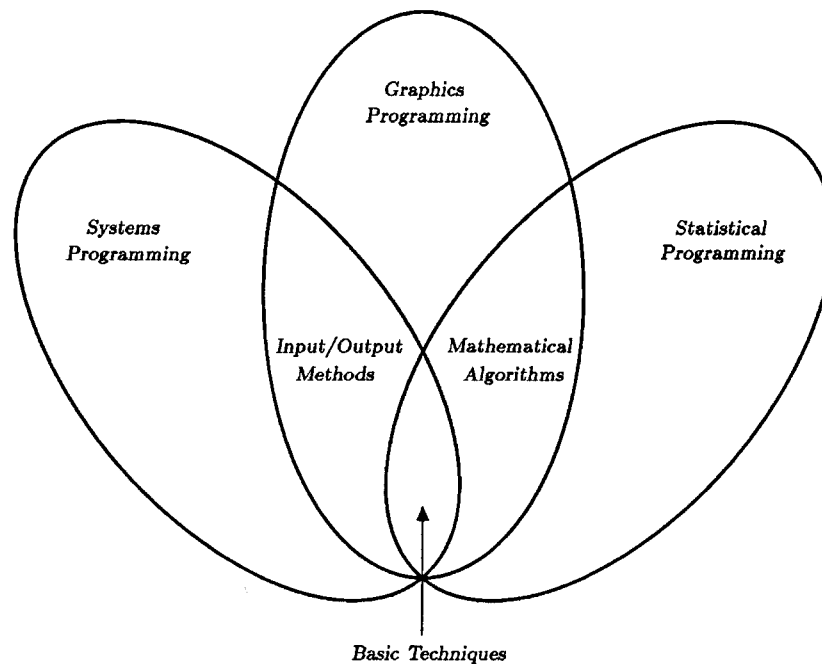 Graphics
Programming
Systems
Programming
Statistical
Programming
Input/Output
Methods
Mathematical
Algorithms
Basic Techniques